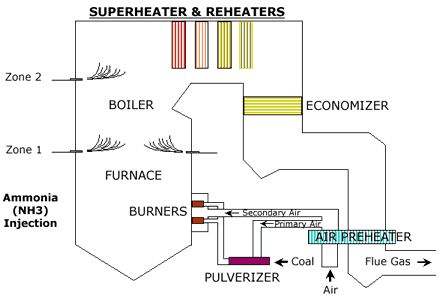 SUPERHEATER & REHEATERS
Zone 2
BOILER
ECONOMIZER
Zone 1
FURNACE
Ammonia
(NH3)
Injection
BURNERS
Secondary Air
Primary Air
AIR PREHEATER
PULVERIZER
Coal
Flue Gas
Air